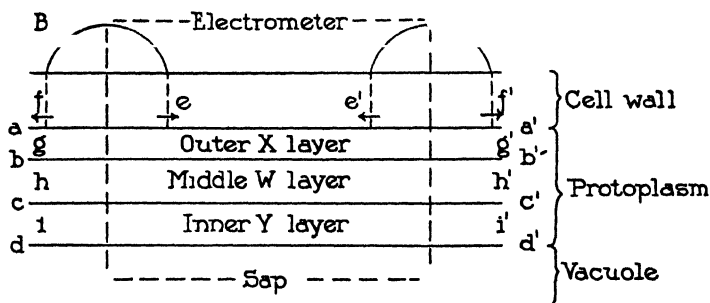 B Electrometer
f e e' f' Cell wall
a a'
g Outer X layer g'
b b'
h Middle W layer h' Protoplasm
c c'
i Inner Y layer i'
d d'
Sap Vacuole